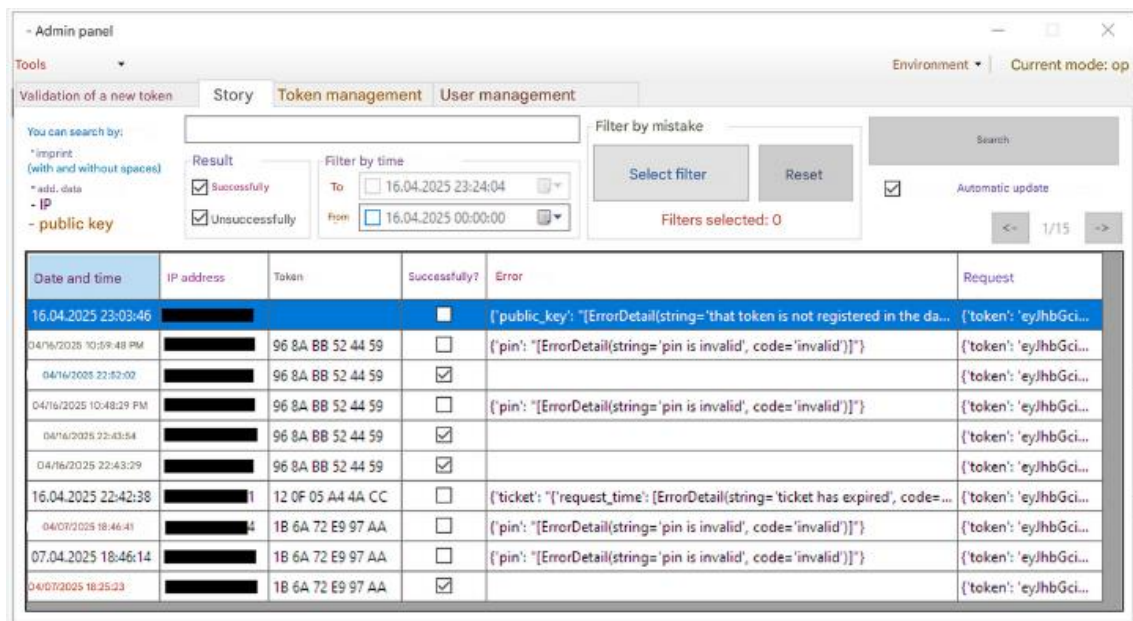 - Admin panel
Tools
Environment
Current mode: op
Validation of a new token
Story
Token management
User management
You can search by:
*imprint
(with and without spaces)
* add. data
- IP
- public key
Result
Successfully
Unsuccessfully
Filter by time
To 16.04.2025 23:24:04
From 16.04.2025 00:00:00
Filter by mistake
Select filter
Reset
Filters selected: 0
Search
Automatic update
<- 1/15 ->
Date and time IP address Token Successfully? Error Request
16.04.2025 23:03:46 {'public_key': "[ErrorDetail(string='that token is not registered in the da... {'token': 'eyJhbGci...
04/16/2025 10:59:48 PM 96 8A BB 52 44 59 {'pin': "[ErrorDetail(string='pin is invalid', code='invalid')]"} {'token': 'eyJhbGci...
04/16/2025 22:52:02 96 8A BB 52 44 59 {'token': 'eyJhbGci...
04/16/2025 10:48:29 PM 96 8A BB 52 44 59 {'pin': "[ErrorDetail(string='pin is invalid', code='invalid')]"} {'token': 'eyJhbGci...
04/16/2025 22:43:54 96 8A BB 52 44 59 {'token': 'eyJhbGci...
04/16/2025 22:43:29 96 8A BB 52 44 59 {'token': 'eyJhbGci...
16.04.2025 22:42:38 1 12 0F 05 A4 4A CC {'ticket': "{'request_time': [ErrorDetail(string='ticket has expired', code=... {'token': 'eyJhbGci...
04/07/2025 18:46:41 4 1B 6A 72 E9 97 AA {'pin': "[ErrorDetail(string='pin is invalid', code='invalid')]"} {'token': 'eyJhbGci...
07.04.2025 18:46:14 1B 6A 72 E9 97 AA {'pin': "[ErrorDetail(string='pin is invalid', code='invalid')]"} {'token': 'eyJhbGci...
04/07/2025 18:25:23 1B 6A 72 E9 97 AA {'token': 'eyJhbGci...